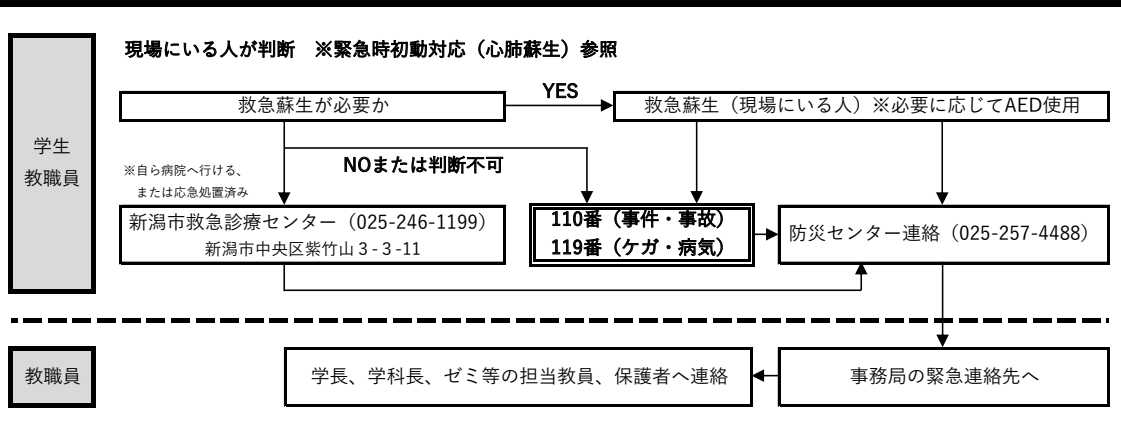 現場にいる人が判断　※緊急時初動対応（心肺蘇生）参照
学生
教職員
救急蘇生が必要か
YES
救急蘇生（現場にいる人）※必要に応じてAED使用
NOまたは判断不可
※自ら病院へ行ける、
または応急処置済み
新潟市救急診療センター（025-246-1199）
新潟市中央区紫竹山３-３-11
110番（事件・事故）
119番（ケガ・病気）
防災センター連絡（025-257-4488）
教職員
学長、学科長、ゼミ等の担当教員、保護者へ連絡
事務局の緊急連絡先へ